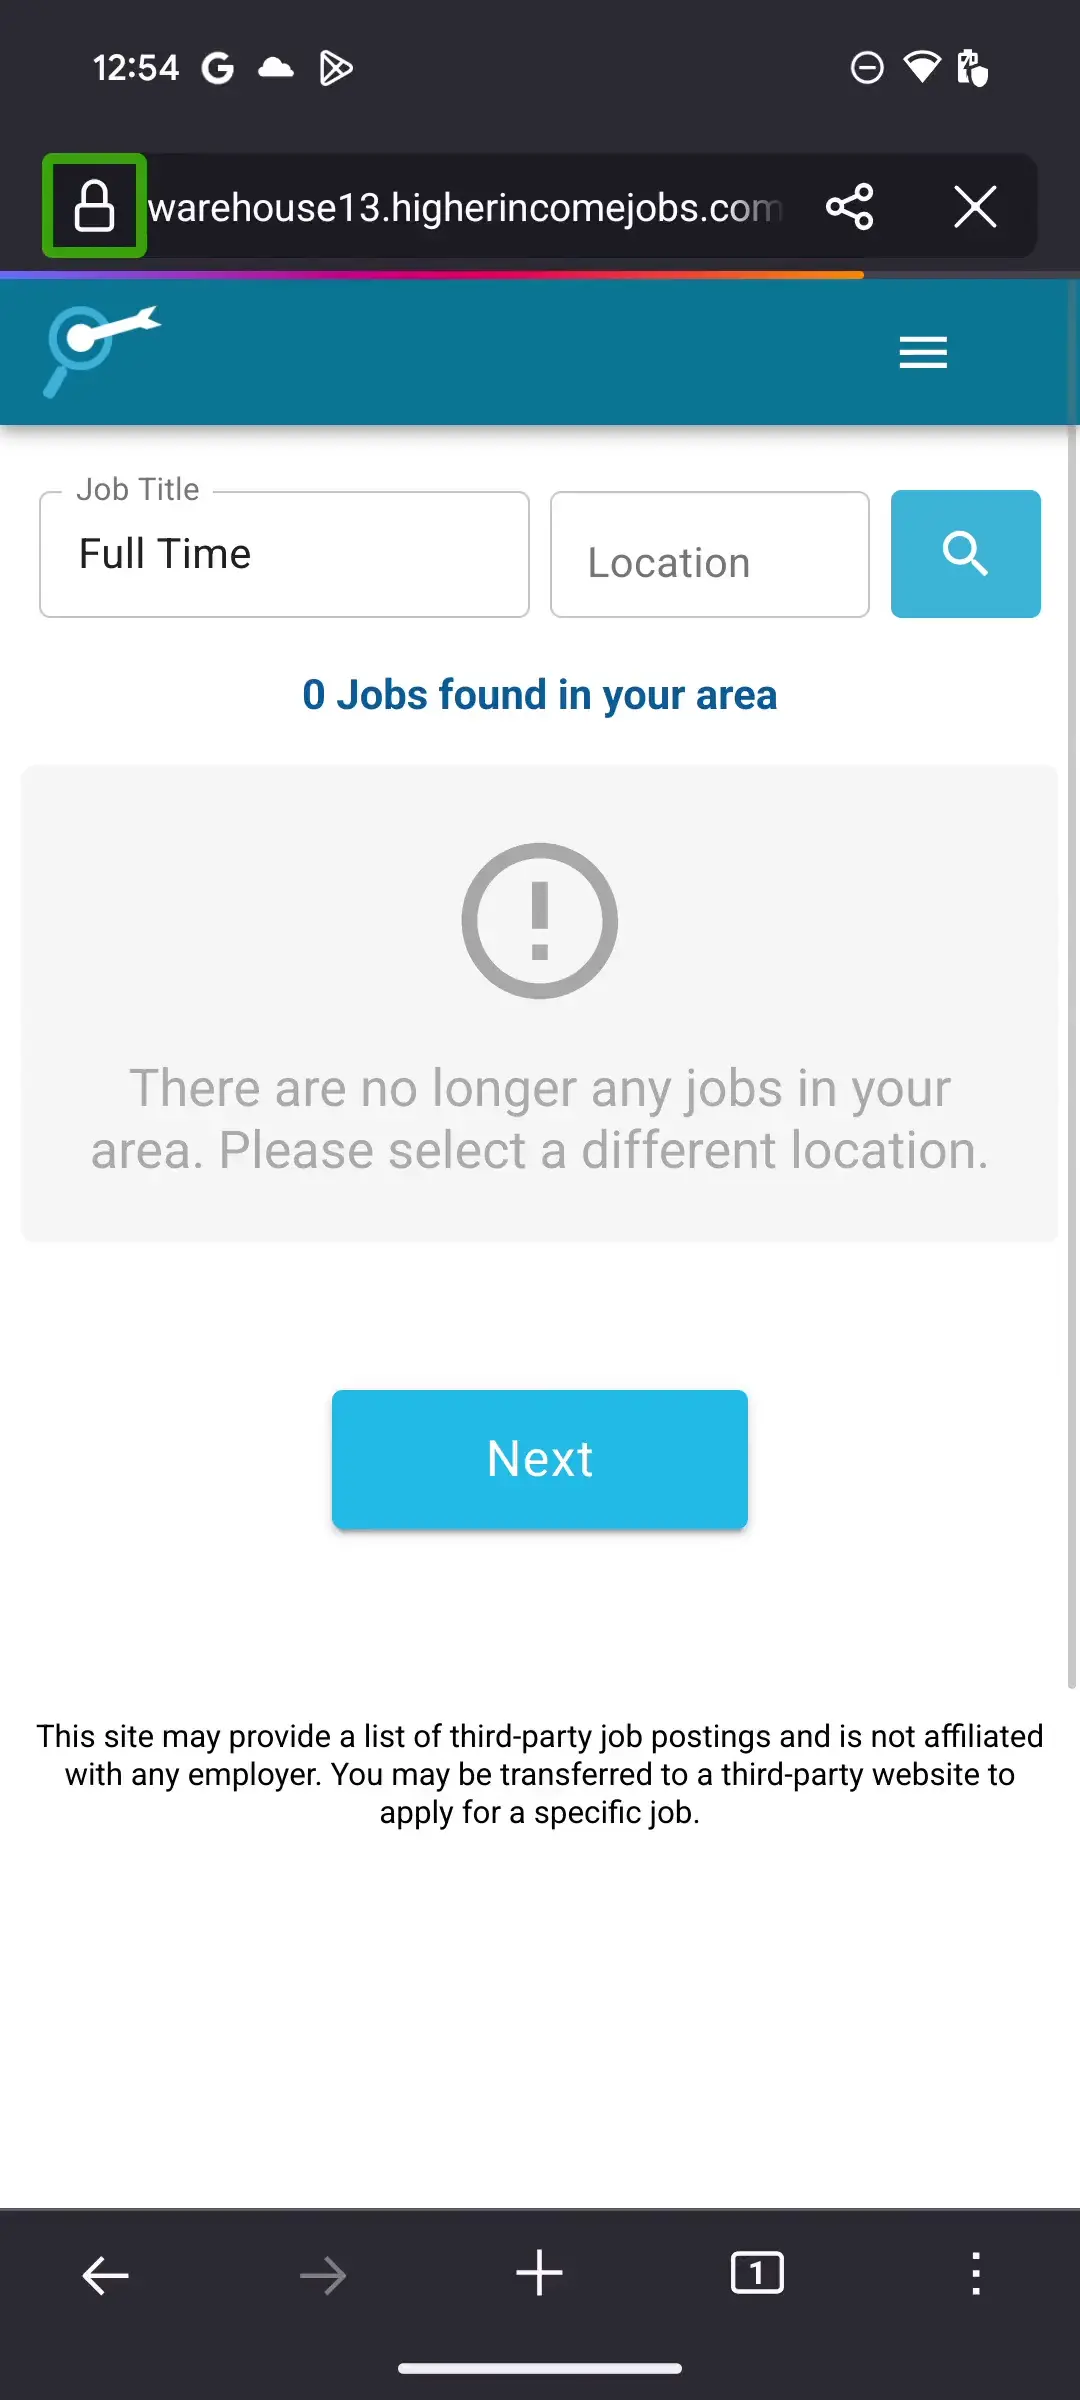 12:54
warehouse13.higherincomejobs.com
Job Title
Full Time
Location
0 Jobs found in your area
There are no longer any jobs in your
area. Please select a different location.
Next
This site may provide a list of third-party job postings and is not affiliated
with any employer. You may be transferred to a third-party website to
apply for a specific job.
1